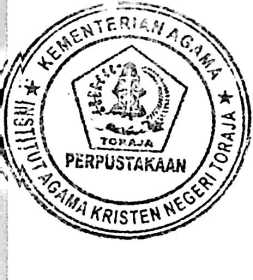 KEMENTERIAN AGAMA
TORAJA
PERPUSTAKAAN
INSTITUT AGAMA KRISTEN NEGERI TORAJA